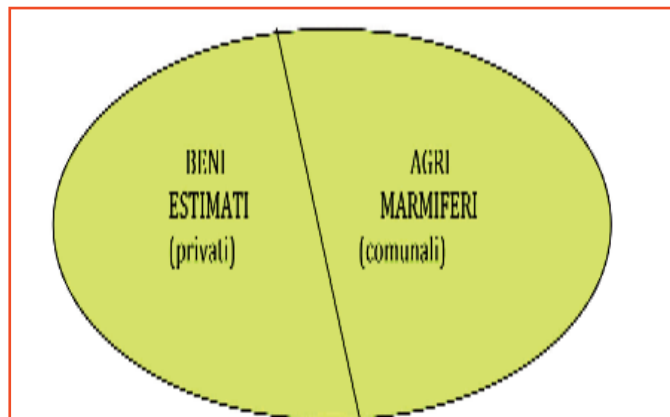 BENI
ESTIMATI
(privati)
AGRI
MARMIFERI
(comunali)